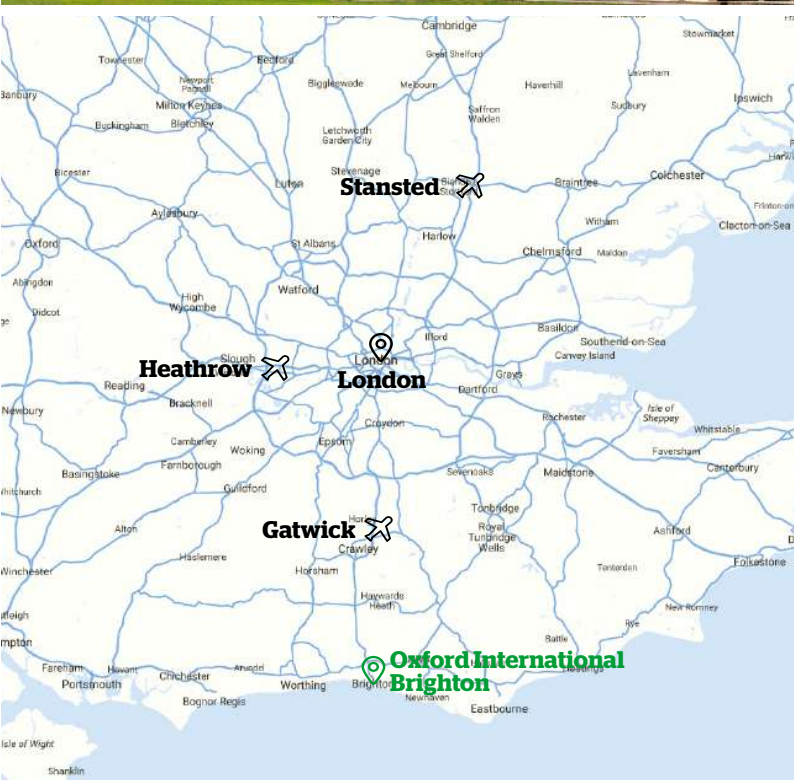 Cambridge
Stowmarket
Towcester
Bedford
Great Shelford
Newport
Pagnell
Biggleswade
Melbourn
Haverhill
Lavenham
Banbury
Milton Keynes
Saffron
Walden
Sudbury
Ipswich
Buckingham
Bletchley
Letchworth
Garden City
Bicester
Luton
Stevenage
Stansted
Braintree
Colchester
Aylesbury
Witham
Clacton-on-Sea
Oxford
St Albans
Harlow
Chelmsford
Maldon
Abingdon
Watford
Didcot
High
Wycombe
Ilford
Basildon
Southend-on-Sea
Canvey Island
Slough
Heathrow
London
London
Grays
Reading
Dartford
Newbury
Bracknell
Croydon
Rochester
Isle of
Sheppey
Whitstable
Camberley
Woking
Epsom
Faversham
Basingstoke
Farnborough
Sevenoaks
Maidstone
Canterbury
Guildford
Tonbridge
Alton
Gatwick
Crawley
Royal
Tunbridge
Wells
Ashford
Haslemere
Horsham
Tenterden
Folkestone
Winchester
Haywards
Heath
New Romney
Rye
Battle
Fareham
Havant
Chichester
Arundel
Oxford International
Brighton
Hastings
Portsmouth
Worthing
Brighton
Bognor Regis
Newhaven
Eastbourne
Isle of Wight
Shanklin